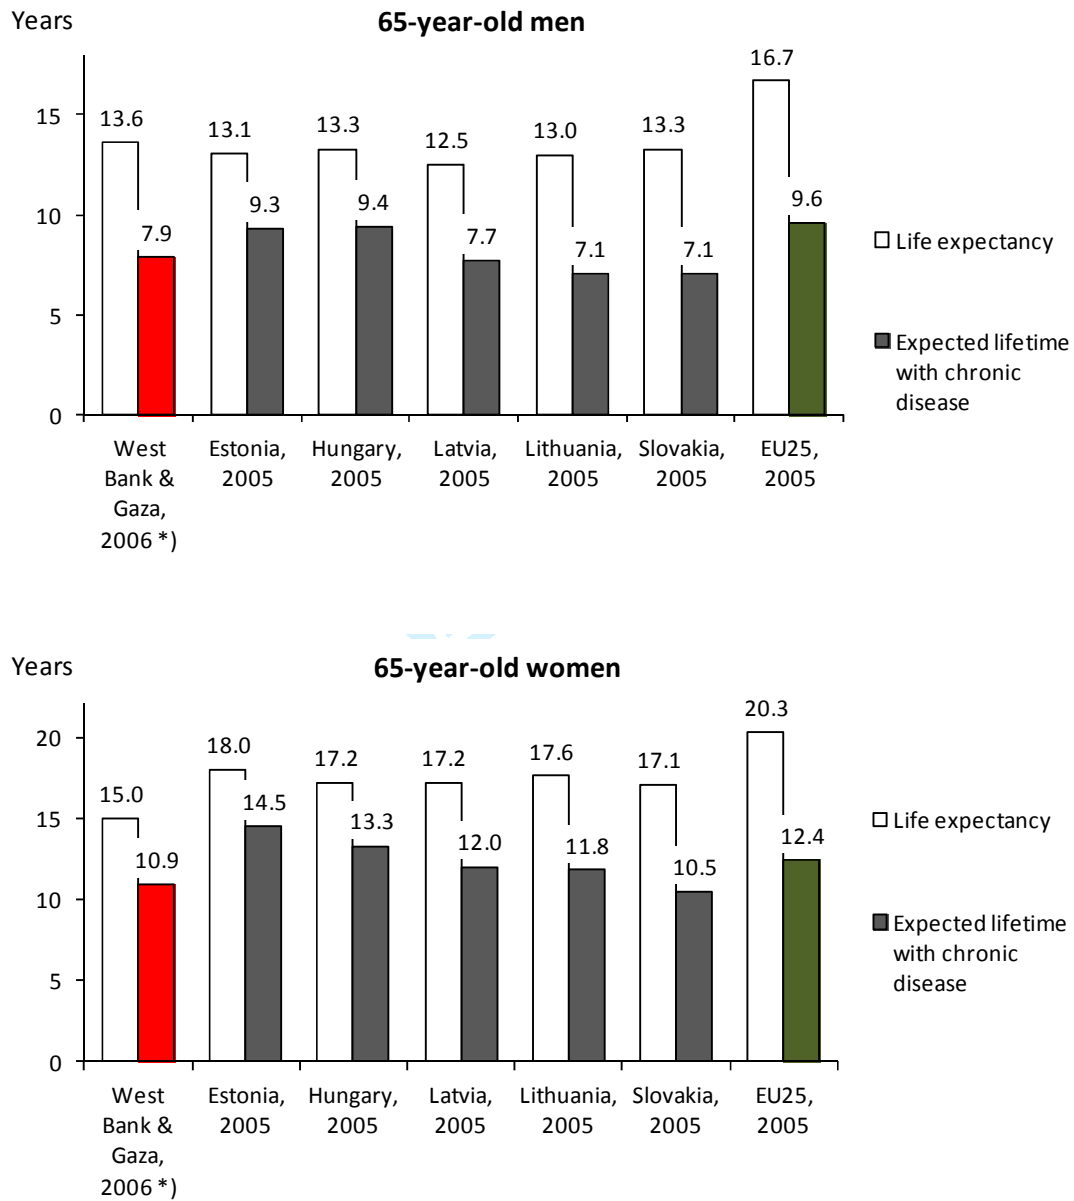 Years
65-year-old men
16.7
15
13.6
13.1
13.3
12.5
13.0
13.3
10
7.9
9.3
9.4
7.7
7.1
7.1
9.6
5
0
West
Bank &
Gaza,
2006 *)
Estonia,
2005
Hungary,
2005
Latvia,
2005
Lithuania,
2005
Slovakia,
2005
EU25,
2005
Life expectancy
Expected lifetime
with chronic
disease
Years
65-year-old women
20
15.0
18.0
17.2
17.2
17.6
17.1
20.3
15
10.9
14.5
13.3
12.0
11.8
10.5
12.4
10
5
0
West
Bank &
Gaza,
2006 *)
Estonia,
2005
Hungary,
2005
Latvia,
2005
Lithuania,
2005
Slovakia,
2005
EU25,
2005
Life expectancy
Expected lifetime
with chronic
disease